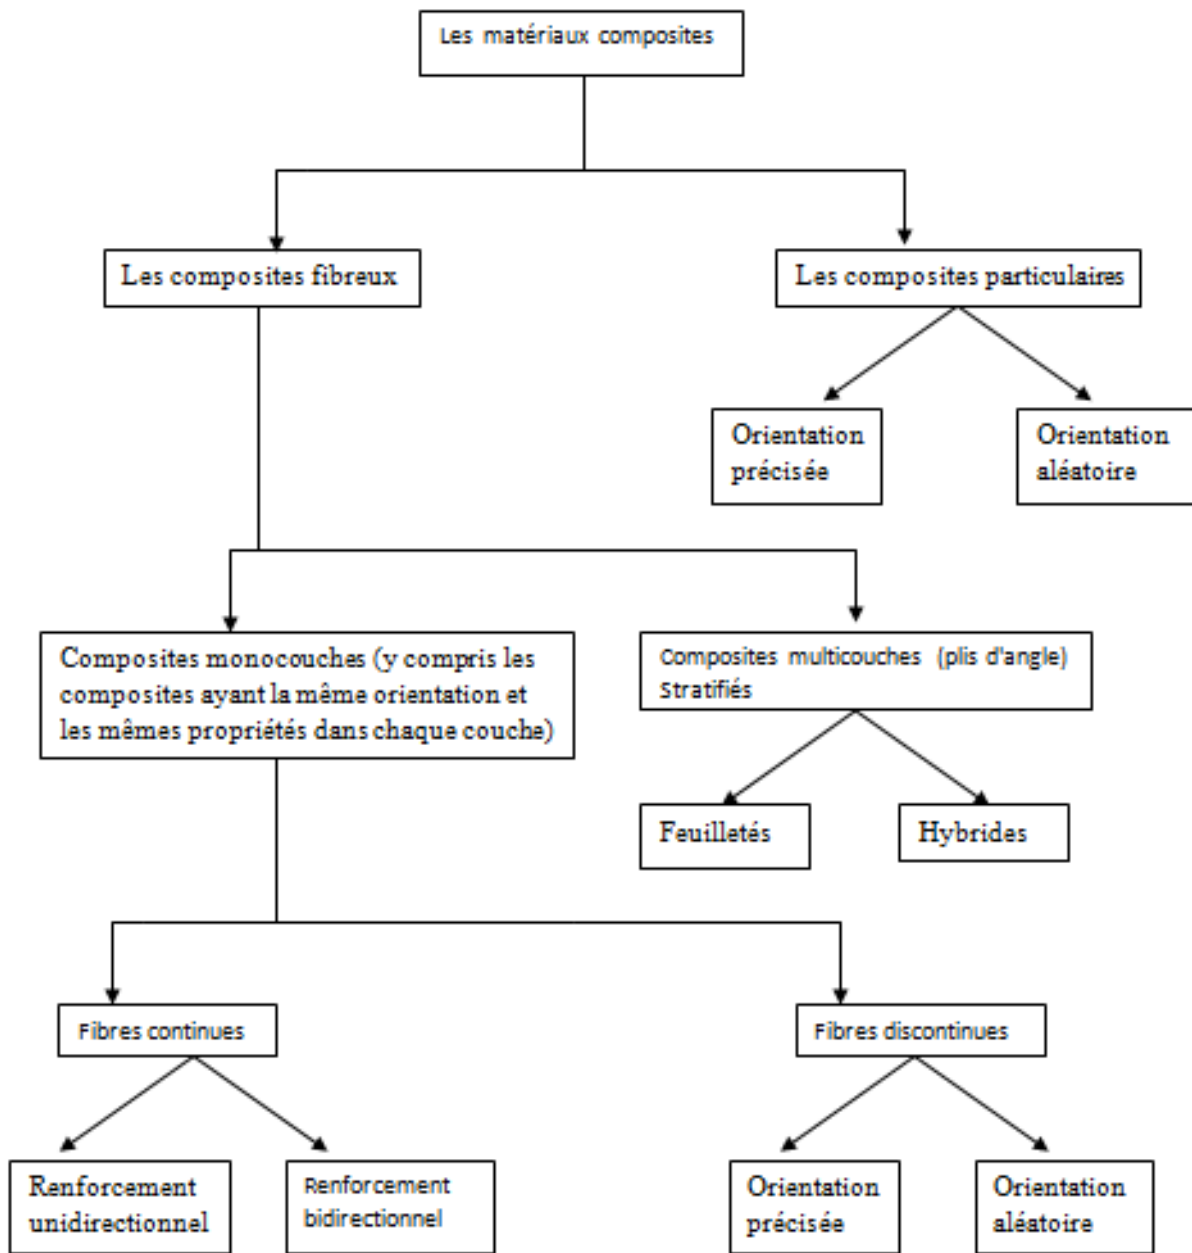 Les matériaux composites
Les composites fibreux
Les composites particulaires
Orientation
précisée
Orientation
aléatoire
Composites monocouches (y compris les
composites ayant la même orientation et
les mêmes propriétés dans chaque couche)
Composites multicouches (plis d'angle)
Stratifiés
Feuilletés
Hybrides
Fibres continues
Fibres discontinues
Renforcement
unidirectionnel
Renforcement
bidirectionnel
Orientation
précisée
Orientation
aléatoire